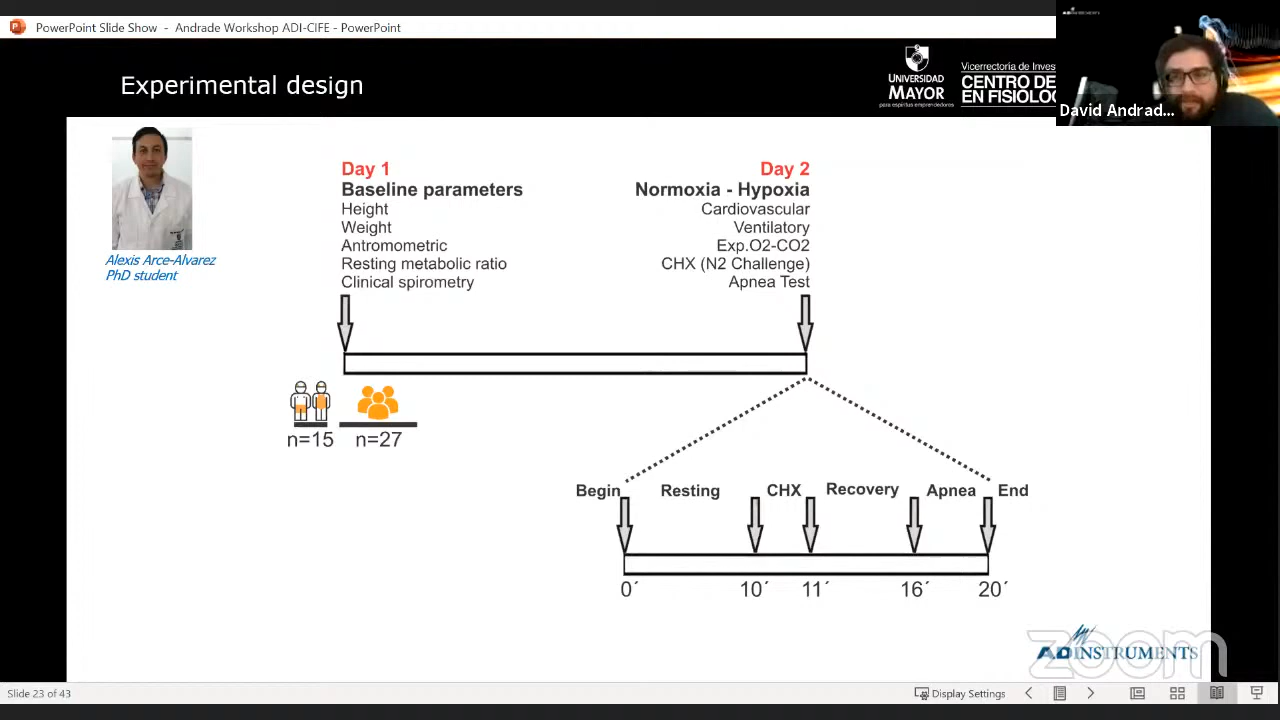 PowerPoint Slide Show - Andrade Workshop ADI-CIFE - PowerPoint
Experimental design
UNIVERSIDAD
MAYOR
para espíritus emprendedores
Vicerrectoría de Inves
CENTRO DE
EN FISIOLO
David Andrad...
Alexis Arce-Alvarez
PhD student
Day 1
Baseline parameters
Height
Weight
Antromometric
Resting metabolic ratio
Clinical spirometry
Day 2
Normoxia - Hypoxia
Cardiovascular
Ventilatory
Exp.O2-CO2
CHX (N2 Challenge)
Apnea Test
n=15 n=27
Begin Resting CHX Recovery Apnea End
0´ 10´ 11´ 16´ 20´
zoom
ADINSTRUMENTS
Slide 23 of 43
Display Settings